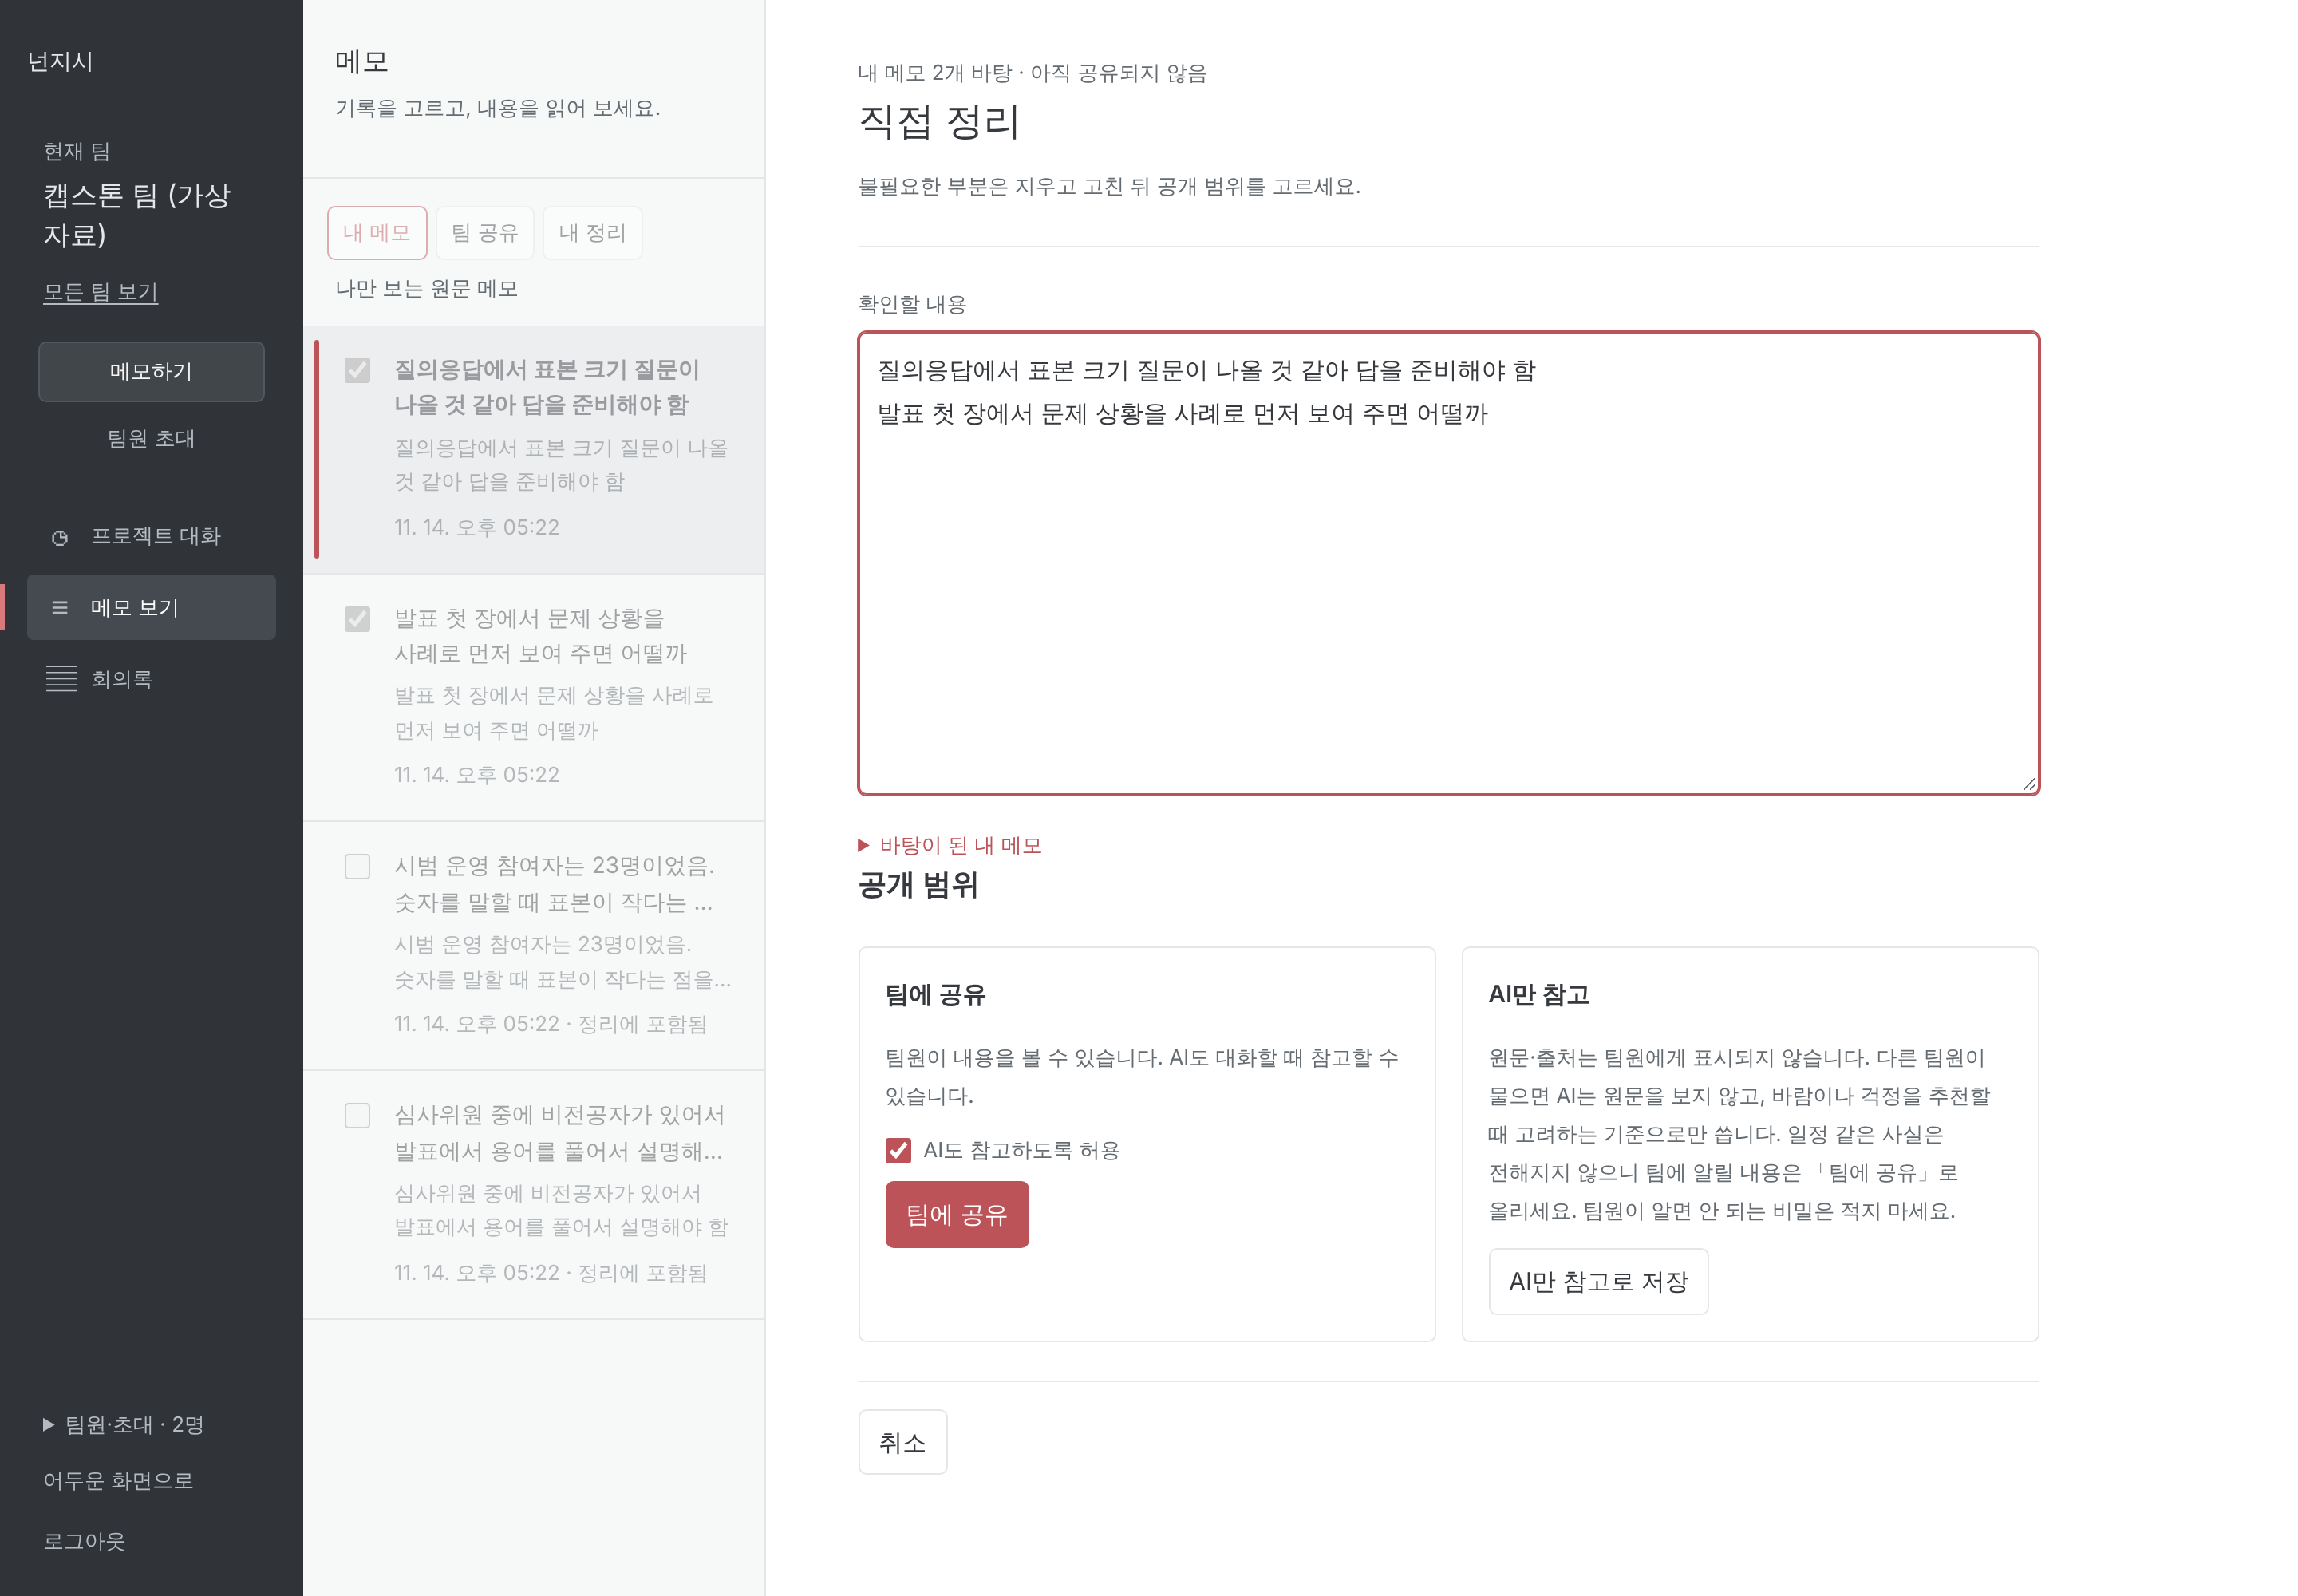 넌지시
현재 팀
캡스톤 팀 (가상
자료)
모든 팀 보기
메모하기
팀원 초대
프로젝트 대화
메모 보기
회의록
팀원·초대 · 2명
어두운 화면으로
로그아웃
메모
기록을 고르고, 내용을 읽어 보세요.
내 메모
팀 공유
내 정리
나만 보는 원문 메모
질의응답에서 표본 크기 질문이
나올 것 같아 답을 준비해야 함
질의응답에서 표본 크기 질문이 나올
것 같아 답을 준비해야 함
11. 14. 오후 05:22
발표 첫 장에서 문제 상황을
사례로 먼저 보여 주면 어떨까
발표 첫 장에서 문제 상황을 사례로
먼저 보여 주면 어떨까
11. 14. 오후 05:22
시범 운영 참여자는 23명이었음.
숫자를 말할 때 표본이 작다는 ...
시범 운영 참여자는 23명이었음.
숫자를 말할 때 표본이 작다는 점을...
11. 14. 오후 05:22 · 정리에 포함됨
심사위원 중에 비전공자가 있어서
발표에서 용어를 풀어서 설명해...
심사위원 중에 비전공자가 있어서
발표에서 용어를 풀어서 설명해야 함
11. 14. 오후 05:22 · 정리에 포함됨
내 메모 2개 바탕 · 아직 공유되지 않음
직접 정리
불필요한 부분은 지우고 고친 뒤 공개 범위를 고르세요.
확인할 내용
질의응답에서 표본 크기 질문이 나올 것 같아 답을 준비해야 함
발표 첫 장에서 문제 상황을 사례로 먼저 보여 주면 어떨까
바탕이 된 내 메모
공개 범위
팀에 공유
팀원이 내용을 볼 수 있습니다. AI도 대화할 때 참고할 수
있습니다.
AI도 참고하도록 허용
팀에 공유
AI만 참고
원문·출처는 팀원에게 표시되지 않습니다. 다른 팀원이
물으면 AI는 원문을 보지 않고, 바람이나 걱정을 추천할
때 고려하는 기준으로만 씁니다. 일정 같은 사실은
전해지지 않으니 팀에 알릴 내용은 「팀에 공유」로
올리세요. 팀원이 알면 안 되는 비밀은 적지 마세요.
AI만 참고로 저장
취소